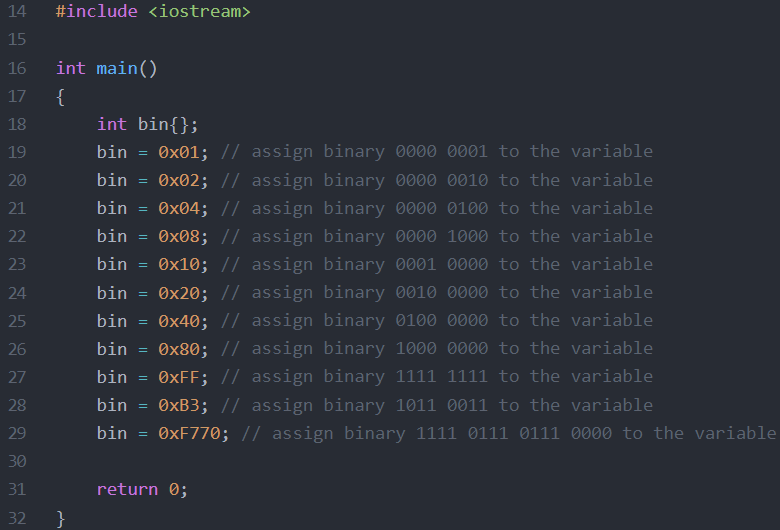 14 #include <iostream>
15
16 int main()
17 {
18     int bin{};
19     bin = 0x01; // assign binary 0000 0001 to the variable
20     bin = 0x02; // assign binary 0000 0010 to the variable
21     bin = 0x04; // assign binary 0000 0100 to the variable
22     bin = 0x08; // assign binary 0000 1000 to the variable
23     bin = 0x10; // assign binary 0001 0000 to the variable
24     bin = 0x20; // assign binary 0010 0000 to the variable
25     bin = 0x40; // assign binary 0100 0000 to the variable
26     bin = 0x80; // assign binary 1000 0000 to the variable
27     bin = 0xFF; // assign binary 1111 1111 to the variable
28     bin = 0xB3; // assign binary 1011 0011 to the variable
29     bin = 0xF770; // assign binary 1111 0111 0111 0000 to the variable
30
31     return 0;
32 }